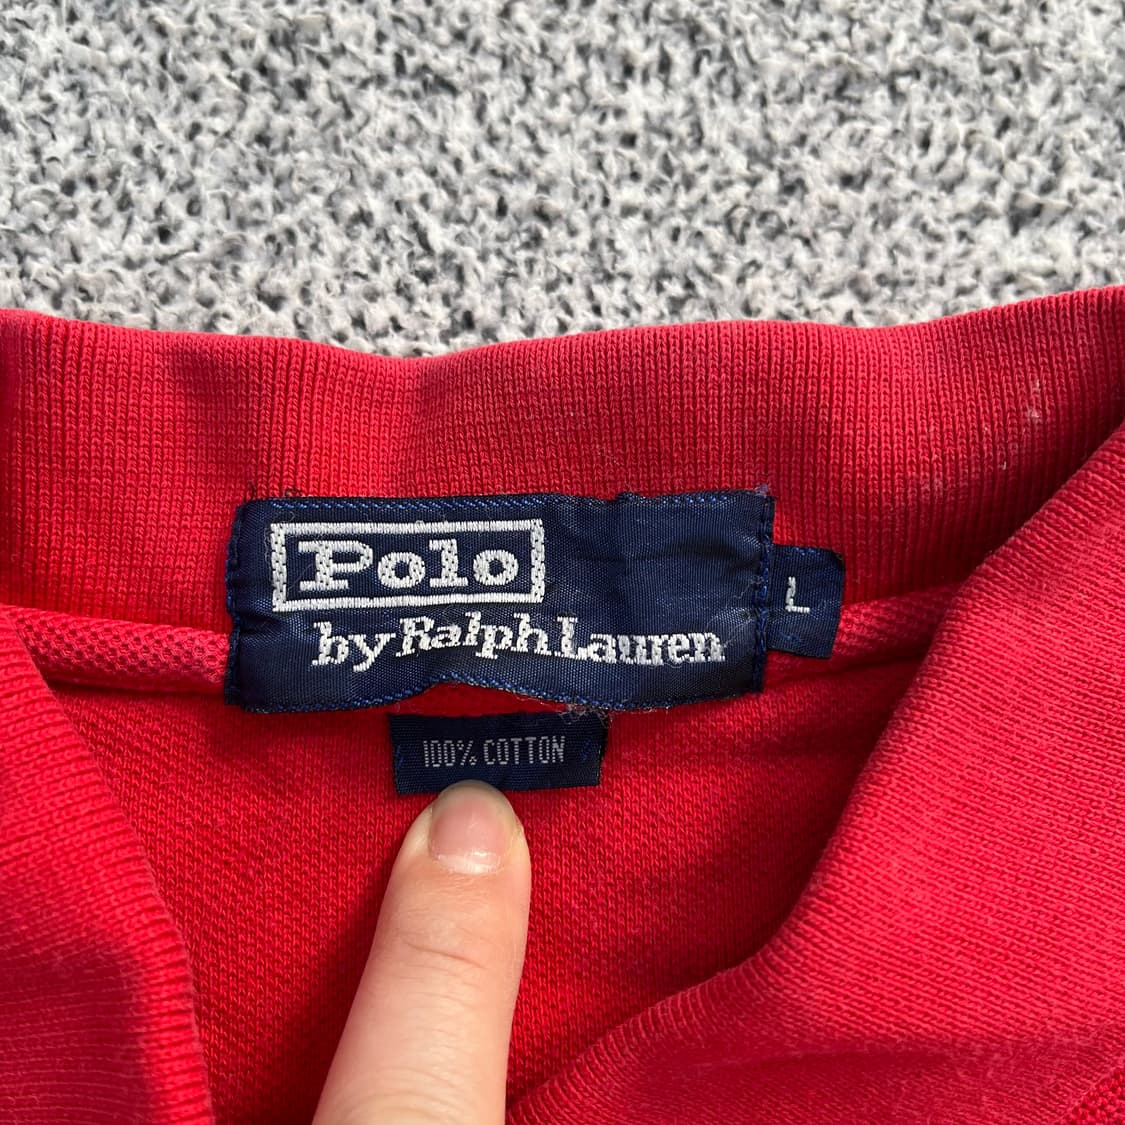 Polo
by Ralph Lauren
L
100% COTTON